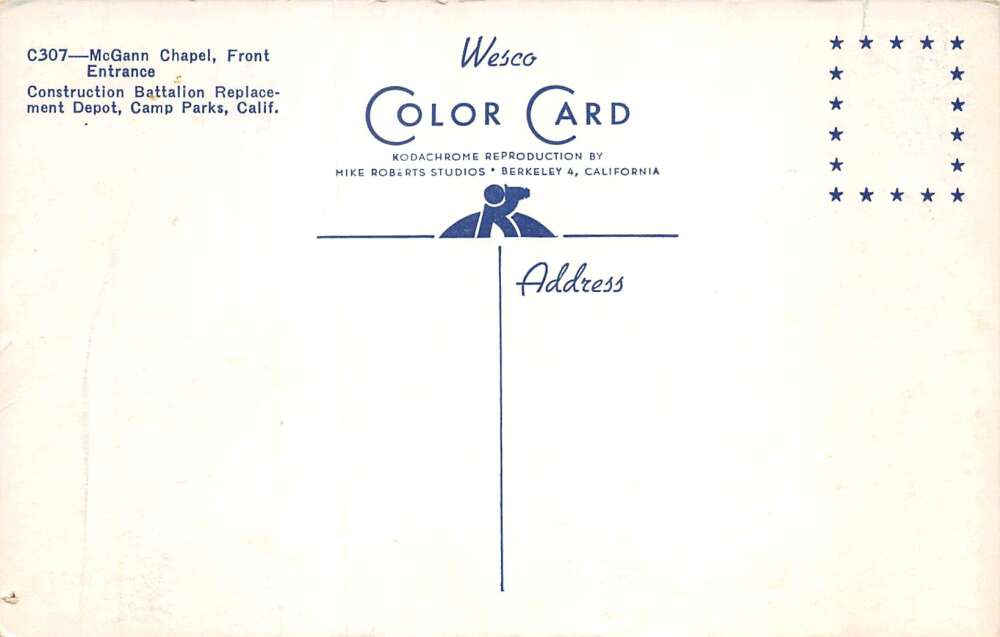 C307—McGann Chapel, Front
Entrance
Construction Battalion Replace-
ment Depot, Camp Parks, Calif.
Wesco
COLOR CARD
KODACHROME REPRODUCTION BY
MIKE ROBERTS STUDIOS • BERKELEY 4, CALIFORNIA
Address